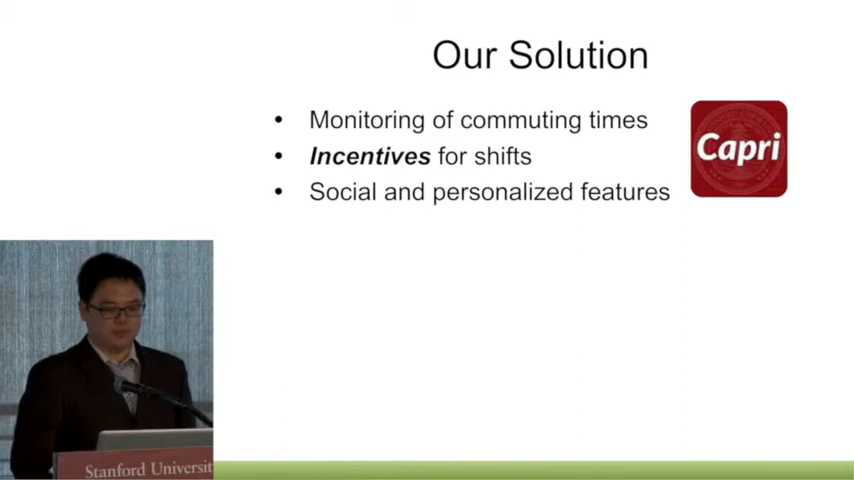 Our Solution
• Monitoring of commuting times
• Incentives for shifts
• Social and personalized features
Capri
Stanford Universit